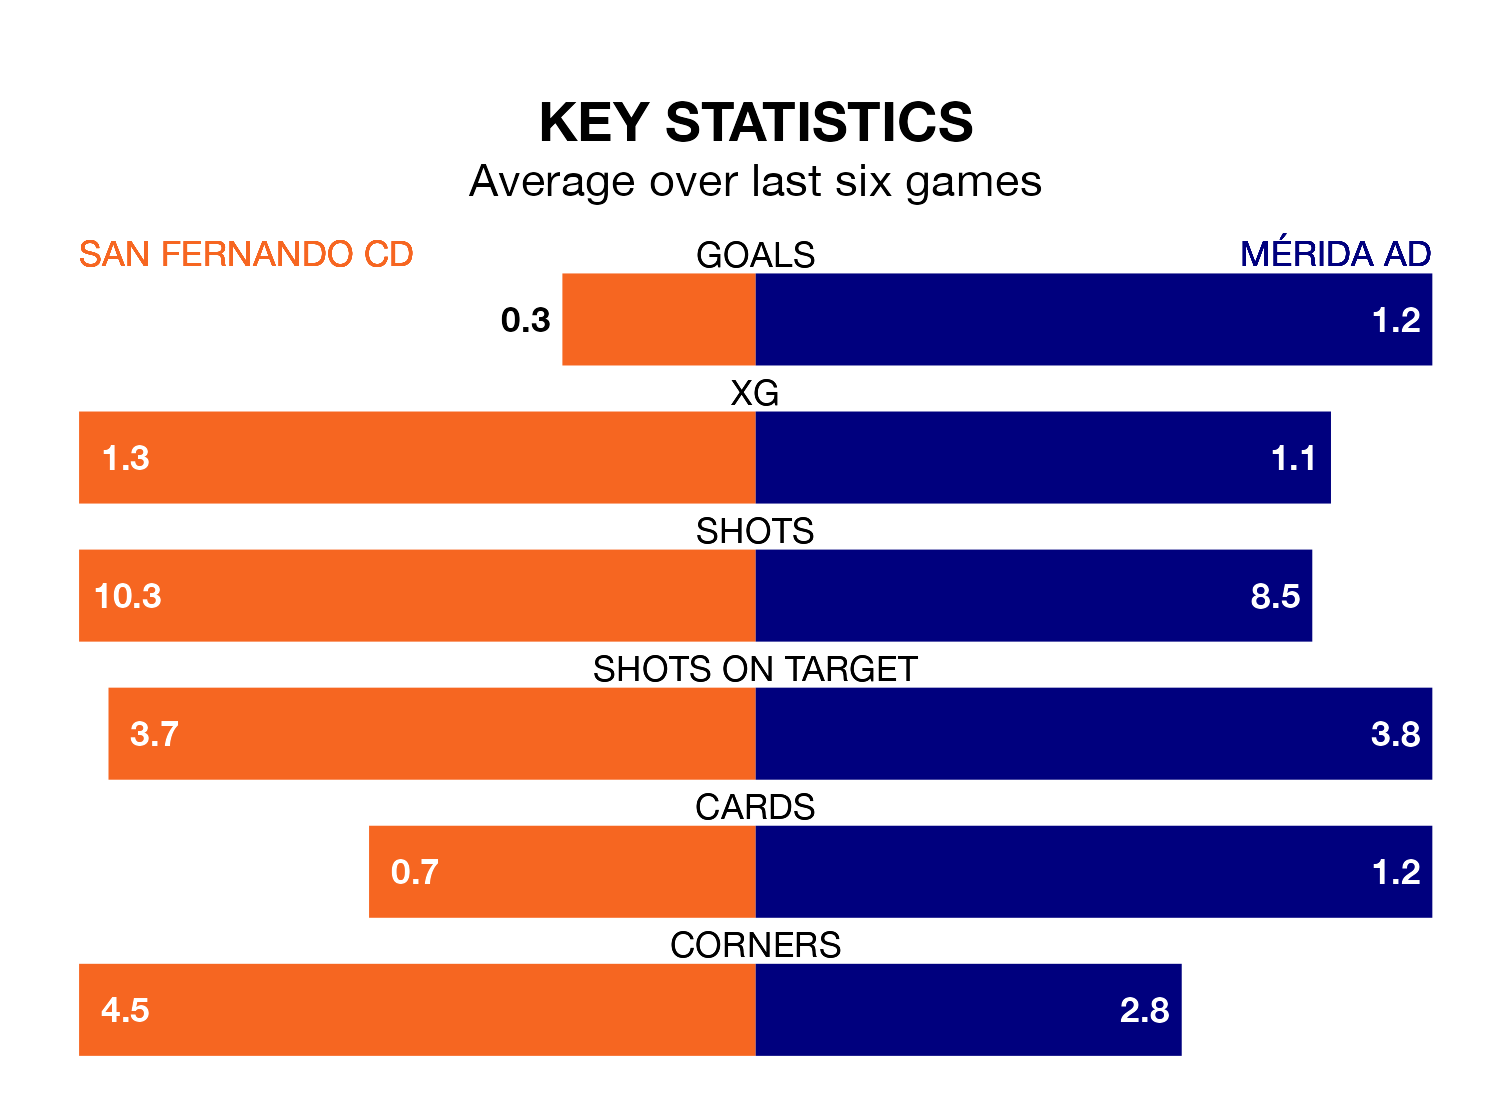 KEY STATISTICS
Average over last six games
SAN FERNANDO CD GOALS MÉRIDA AD
0.3 1.2
XG
1.3 1.1
SHOTS
10.3 8.5
SHOTS ON TARGET
3.7 3.8
CARDS
0.7 1.2
CORNERS
4.5 2.8